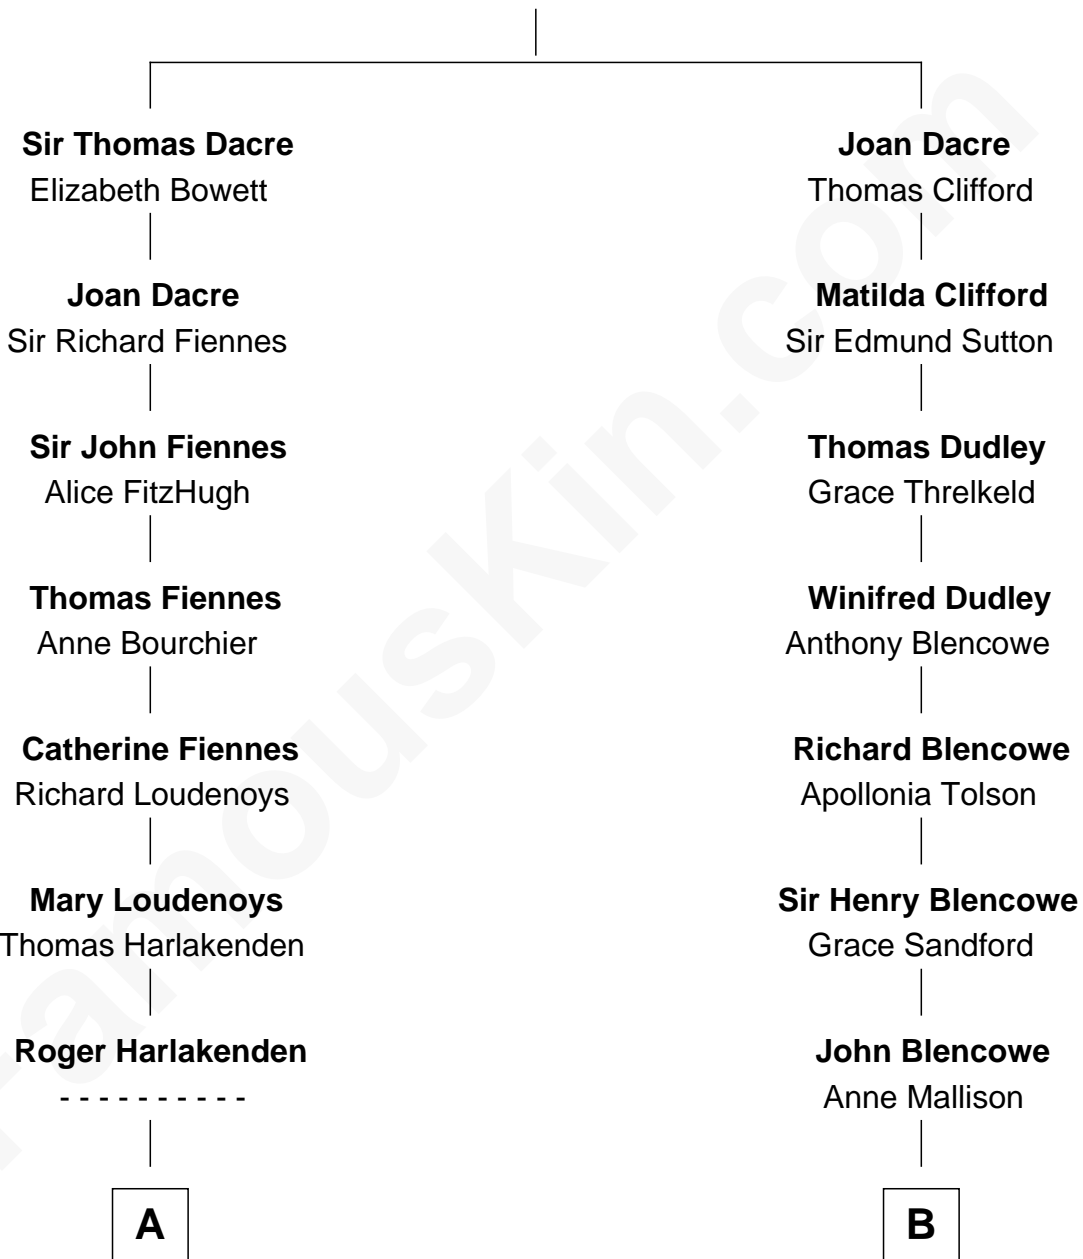 Sir Thomas Dacre
Elizabeth Bowett
Joan Dacre
Sir Richard Fiennes
Sir John Fiennes
Alice FitzHugh
Thomas Fiennes
Anne Bourchier
Catherine Fiennes
Richard Loudenoys
Mary Loudenoys
Thomas Harlakenden
Roger Harlakenden
- - - - - - - - - -
A
Joan Dacre
Thomas Clifford
Matilda Clifford
Sir Edmund Sutton
Thomas Dudley
Grace Threlkeld
Winifred Dudley
Anthony Blencowe
Richard Blencowe
Apollonia Tolson
Sir Henry Blencowe
Grace Sandford
John Blencowe
Anne Mallison
B
FamousKin.com